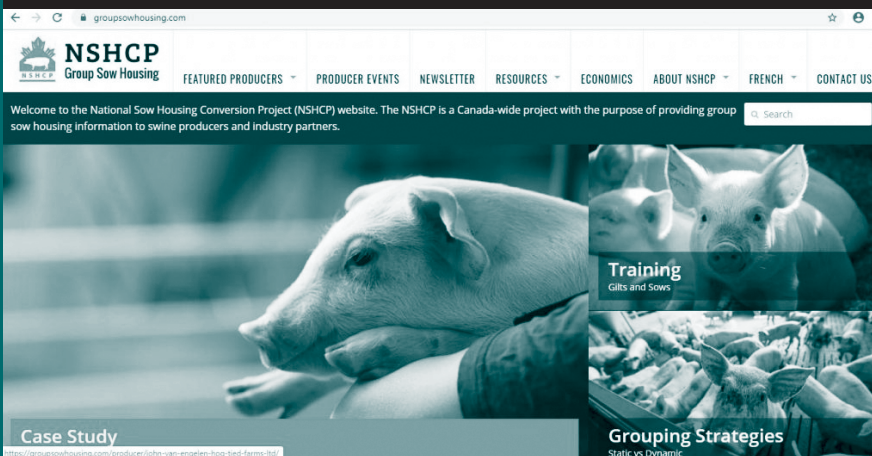 groupsowhousing.com
NSHCP
NSHCP
Group Sow Housing
FEATURED PRODUCERS
PRODUCER EVENTS
NEWSLETTER
RESOURCES
ECONOMICS
ABOUT NSHCP
FRENCH
CONTACT US
Welcome to the National Sow Housing Conversion Project (NSHCP) website. The NSHCP is a Canada-wide project with the purpose of providing group
sow housing information to swine producers and industry partners.
Search
Training
Gilts and Sows
Case Study
Grouping Strategies
Static vs Dynamic
https://groupsowhousing.com/producer/john-van-engelen-hog-tied-farms-ltd/